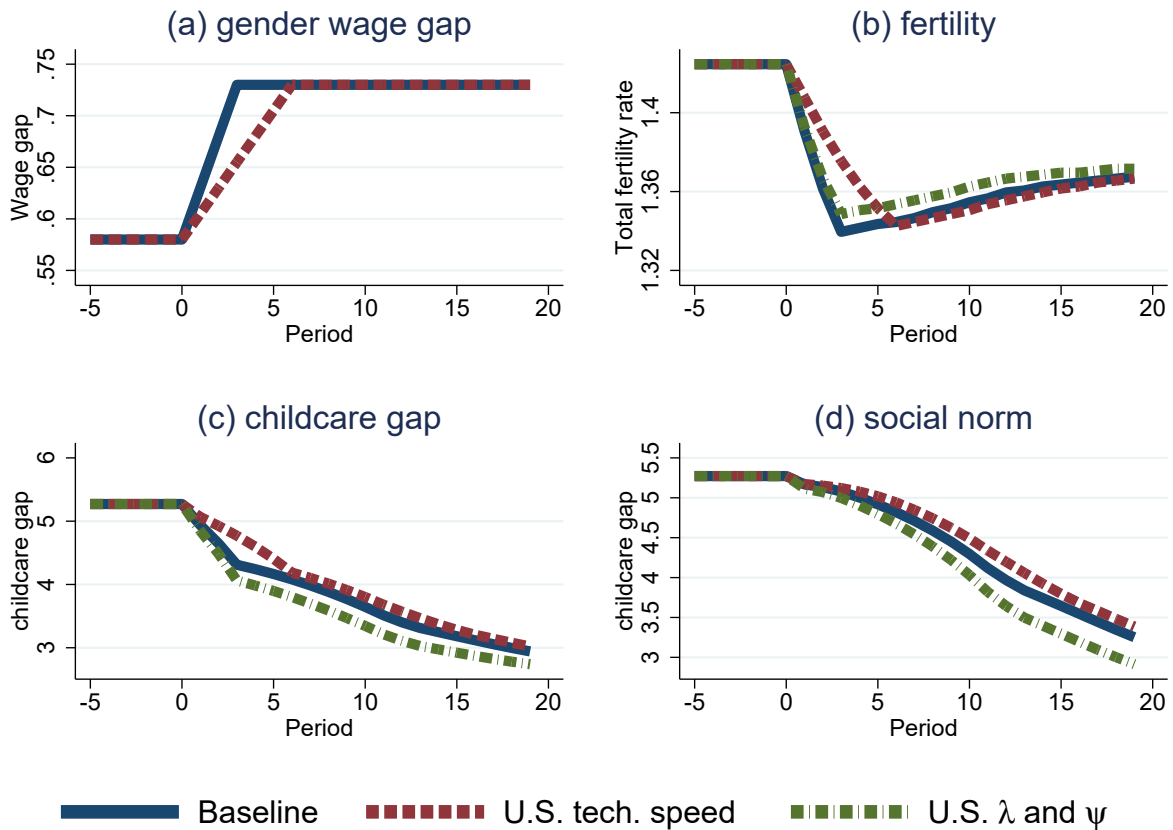 (a) gender wage gap
Wage gap
.75
.7
.65
.6
.55
-5 0 5 10 15 20
Period
(b) fertility
Total fertility rate
1.4
1.36
1.32
-5 0 5 10 15 20
Period
(c) childcare gap
childcare gap
6
5
4
3
-5 0 5 10 15 20
Period
(d) social norm
childcare gap
5.5
5
4.5
4
3.5
3
-5 0 5 10 15 20
Period
Baseline U.S. tech. speed U.S. λ and ψ